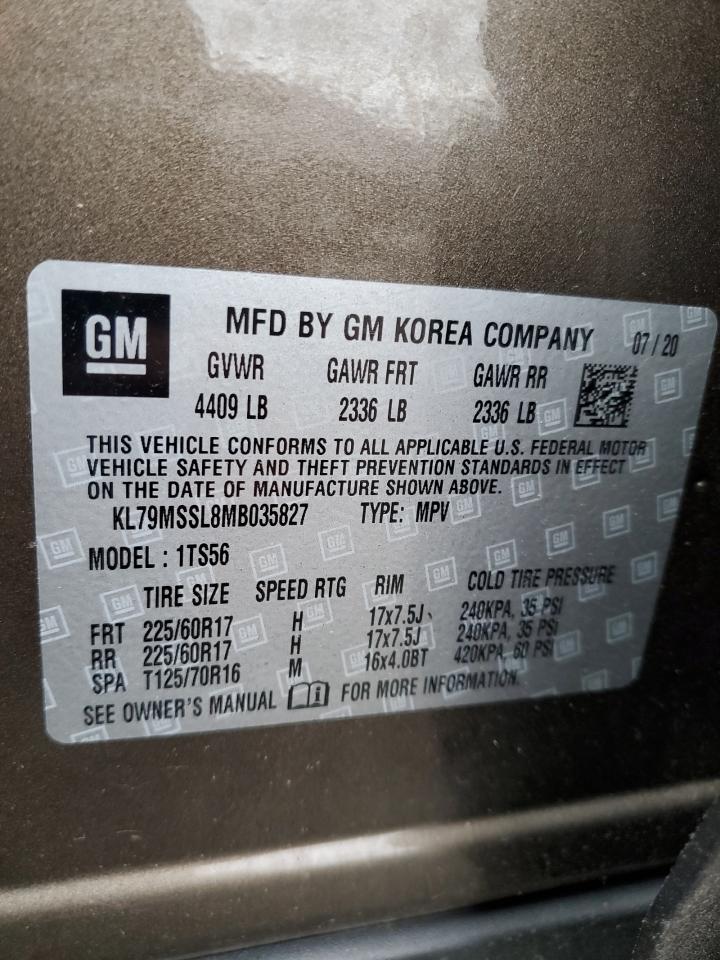 GM
MFD BY GM KOREA COMPANY 07/20
GVWR GAWR FRT GAWR RR
4409 LB 2336 LB 2336 LB
THIS VEHICLE CONFORMS TO ALL APPLICABLE U.S. FEDERAL MOTOR
VEHICLE SAFETY AND THEFT PREVENTION STANDARDS IN EFFECT
ON THE DATE OF MANUFACTURE SHOWN ABOVE.
KL79MSSL8MB035827 TYPE: MPV
MODEL : 1TS56
TIRE SIZE SPEED RTG RIM COLD TIRE PRESSURE
FRT 225/60R17 H 17x7.5J 240KPA, 35 PSI
RR 225/60R17 H 17x7.5J 240KPA, 35 PSI
SPA T125/70R16 M 16x4.0BT 420KPA, 60 PSI
SEE OWNER'S MANUAL FOR MORE INFORMATION.